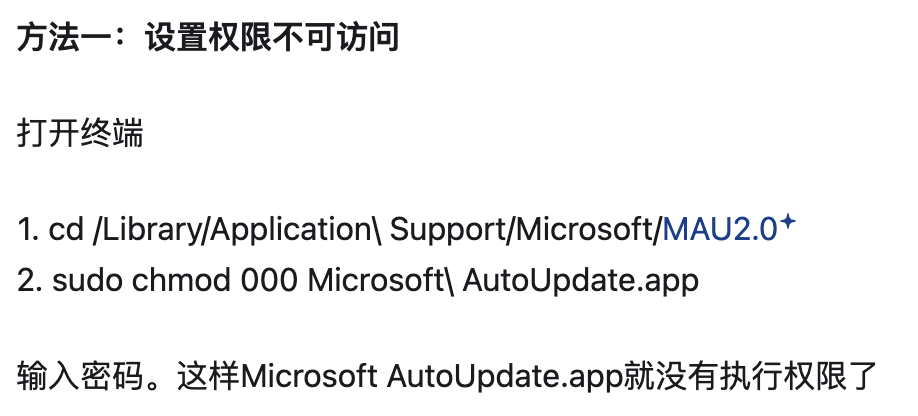 方法一：设置权限不可访问
打开终端
1. cd /Library/Application\ Support/Microsoft/MAU2.0
2. sudo chmod 000 Microsoft\ AutoUpdate.app
输入密码。这样Microsoft AutoUpdate.app就没有执行权限了